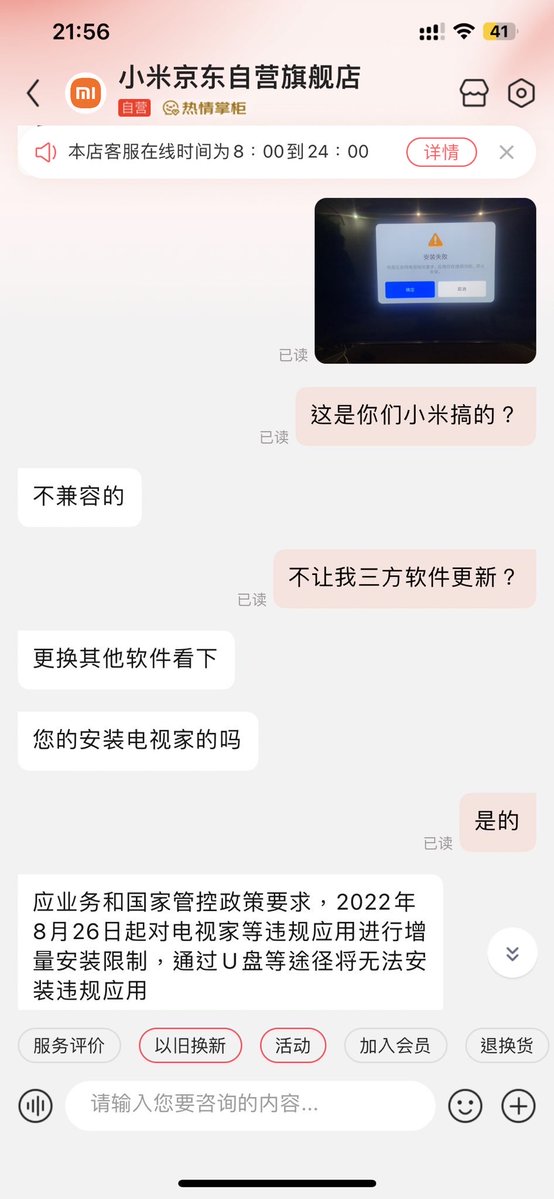 21:56
41
小米京东自营旗舰店
mi
自营
热情掌柜
本店客服在线时间为8：00到24：00
详情
安装失败
确定
取消
已读
这是你们小米搞的？
已读
不兼容的
不让我三方软件更新？
已读
更换其他软件看下
您的安装电视家的吗
是的
已读
应业务和国家管控政策要求，2022年
8月26日起对电视家等违规应用进行增
量安装限制，通过U盘等途径将无法安
装违规应用
服务评价
以旧换新
活动
加入会员
退换货
请输入您要咨询的内容...